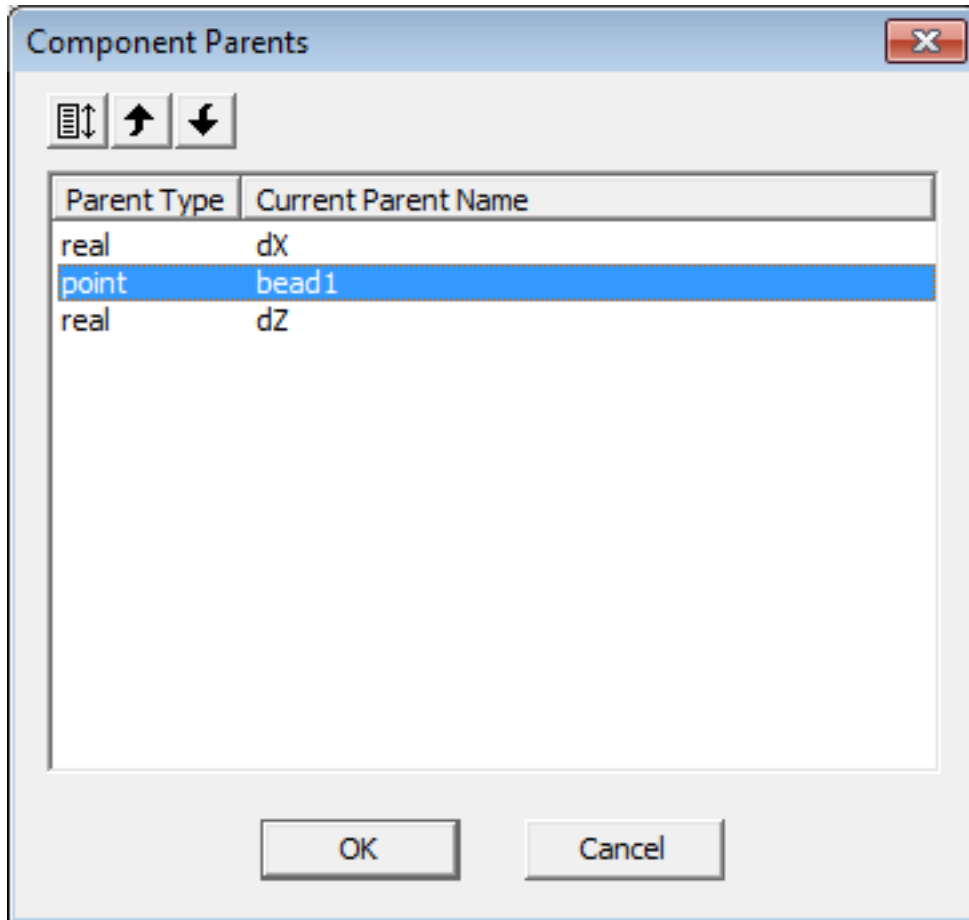 Component Parents
Parent Type Current Parent Name
real dX
point bead1
real dZ
OK Cancel